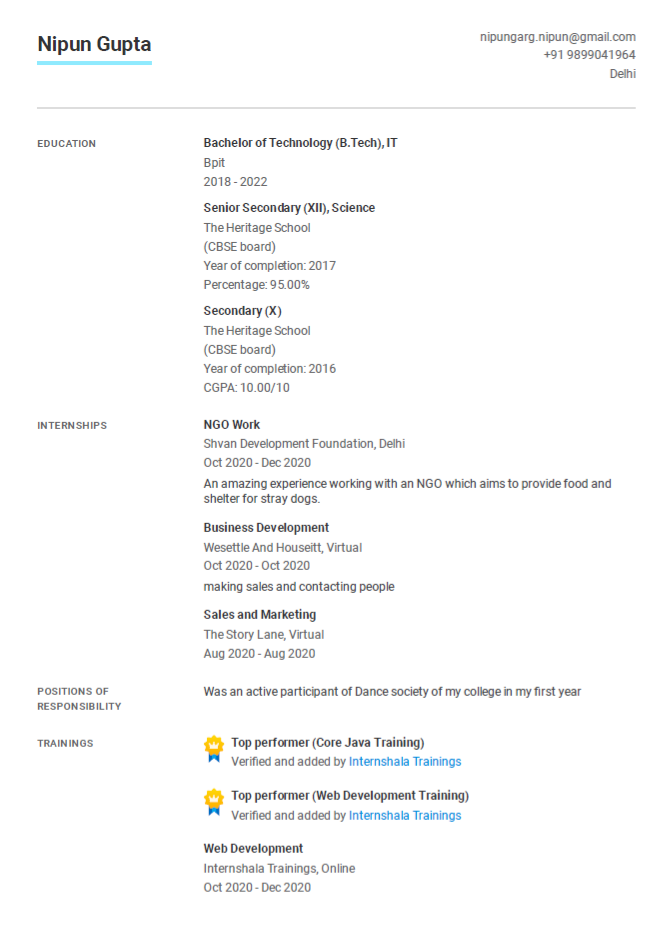 Nipun Gupta
nipungarg.nipun@gmail.com
+91 9899041964
Delhi
EDUCATION
Bachelor of Technology (B.Tech), IT
Bpit
2018 - 2022
Senior Secondary (XII), Science
The Heritage School
(CBSE board)
Year of completion: 2017
Percentage: 95.00%
Secondary (X)
The Heritage School
(CBSE board)
Year of completion: 2016
CGPA: 10.00/10
INTERNSHIPS
NGO Work
Shvan Development Foundation, Delhi
Oct 2020 - Dec 2020
An amazing experience working with an NGO which aims to provide food and
shelter for stray dogs.
Business Development
Wesettle And Houseitt, Virtual
Oct 2020 - Oct 2020
making sales and contacting people
Sales and Marketing
The Story Lane, Virtual
Aug 2020 - Aug 2020
POSITIONS OF
RESPONSIBILITY
Was an active participant of Dance society of my college in my first year
TRAININGS
Top performer (Core Java Training)
Verified and added by Internshala Trainings
Top performer (Web Development Training)
Verified and added by Internshala Trainings
Web Development
Internshala Trainings, Online
Oct 2020 - Dec 2020